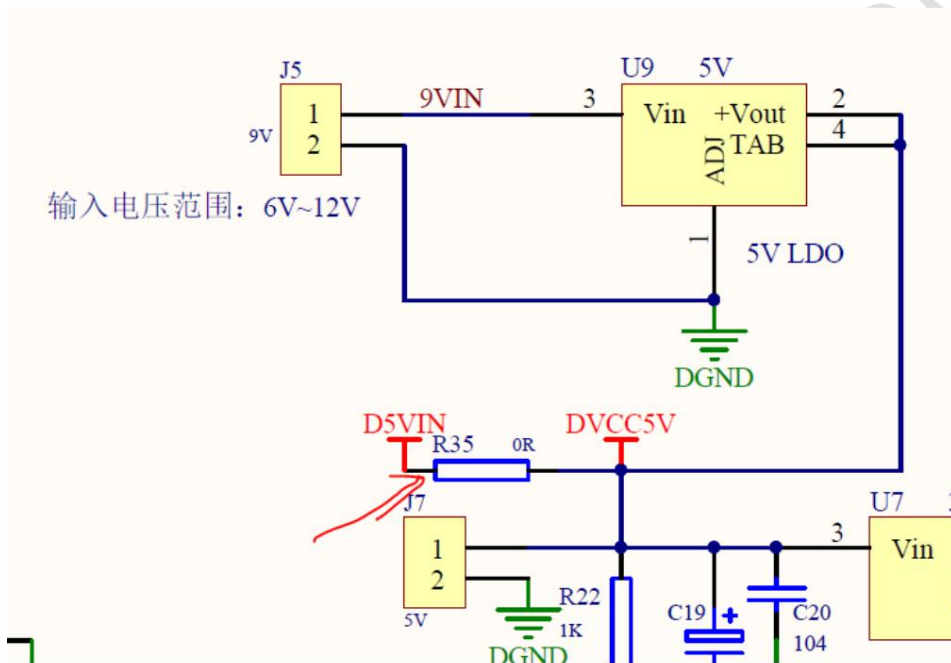 J5
U9 5V
1
2
9V
9VIN
3
Vin
+Vout
TAB
ADJ
2
4
1
输入电压范围：6V~12V
5V LDO
DGND
D5VIN
DVCC5V
R35 0R
J7
1
2
5V
DGND
R22
1K
C19
+
C20
104
U7
3
Vin